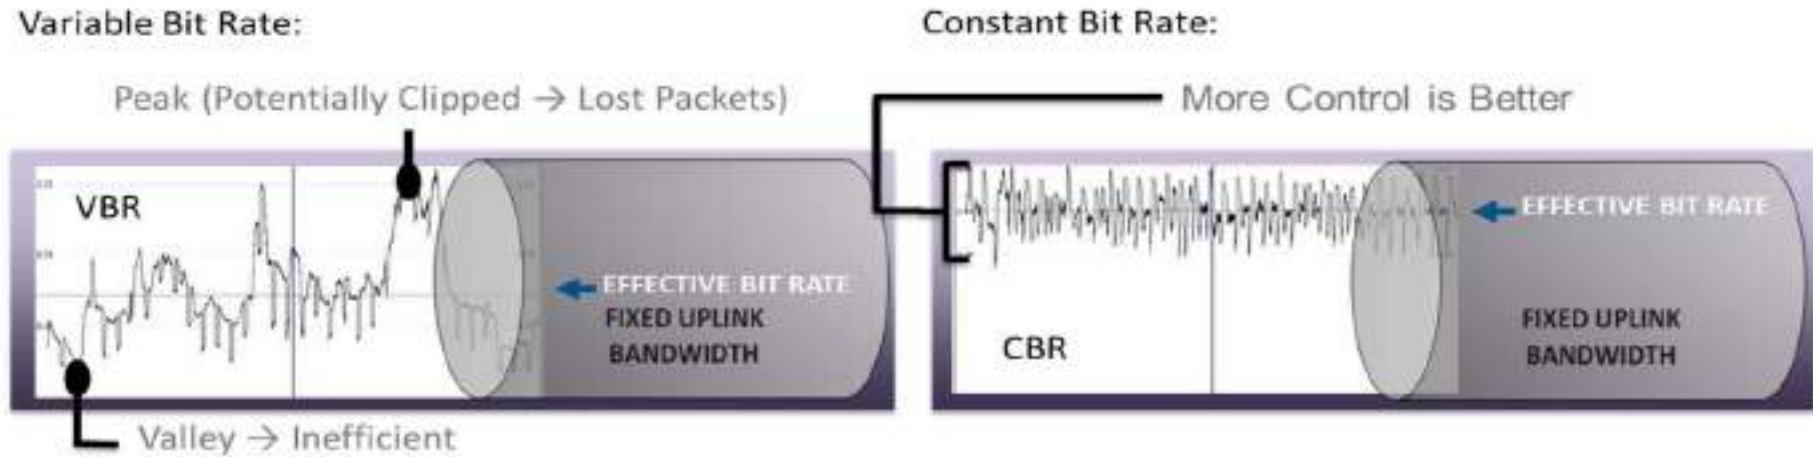 Variable Bit Rate:
Peak (Potentially Clipped → Lost Packets)
VBR
EFFECTIVE BIT RATE
FIXED UPLINK
BANDWIDTH
Valley → Inefficient
Constant Bit Rate:
More Control is Better
EFFECTIVE BIT RATE
FIXED UPLINK
BANDWIDTH
CBR